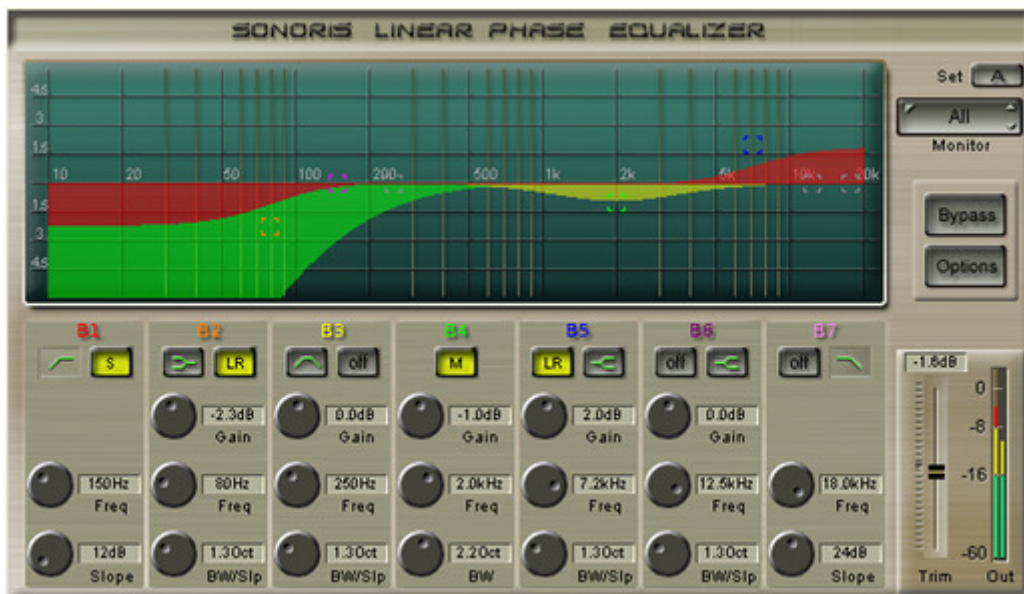 SONORIS LINEAR PHASE EQUALIZER
Set A
All
Monitor
4.5
3
1.5
10 20 50 100 200 500 1k 2k 5k 10k 20k
1.5
3
4.5
Bypass
Options
B1 B2 B3 B4 B5 B6 B7
S LR off M LR off off
-2.3dB 0.0dB -1.0dB 2.0dB 0.0dB
Gain Gain Gain Gain Gain
150Hz 80Hz 250Hz 2.0kHz 7.2kHz 12.5kHz 18.0kHz
Freq Freq Freq Freq Freq Freq Freq
12dB 1.3Oct 1.3Oct 2.2Oct 1.3Oct 1.3Oct 24dB
Slope BW/Slp BW/Slp BW BW/Slp BW/Slp Slope
-1.6dB
0
-8
-16
-60
Trim Out